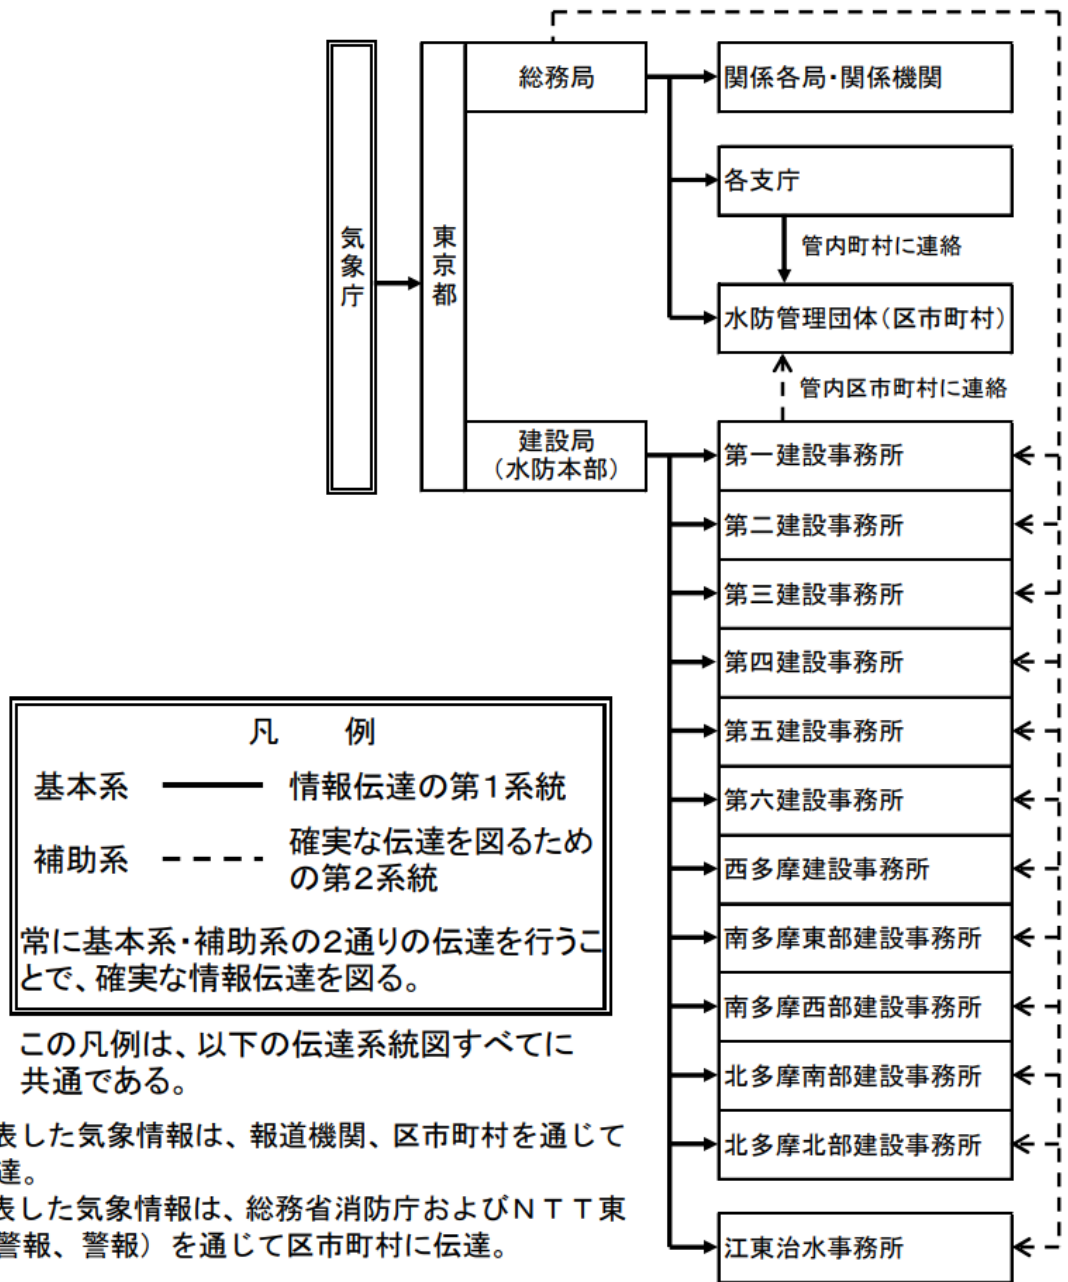 気象庁
東京都
総務局
関係各局・関係機関
各支庁
管内町村に連絡
水防管理団体(区市町村)
管内区市町村に連絡
建設局
(水防本部)
第一建設事務所
第二建設事務所
第三建設事務所
第四建設事務所
第五建設事務所
第六建設事務所
西多摩建設事務所
南多摩東部建設事務所
南多摩西部建設事務所
北多摩南部建設事務所
北多摩北部建設事務所
江東治水事務所
凡 例
基本系 情報伝達の第1系統
補助系 確実な伝達を図るため
の第2系統
常に基本系・補助系の2通りの伝達を行うこ
とで、確実な情報伝達を図る。
この凡例は、以下の伝達系統図すべてに
共通である。
表した気象情報は、報道機関、区市町村を通じて
達。
表した気象情報は、総務省消防庁およびNTT東
警報、警報)を通じて区市町村に伝達。